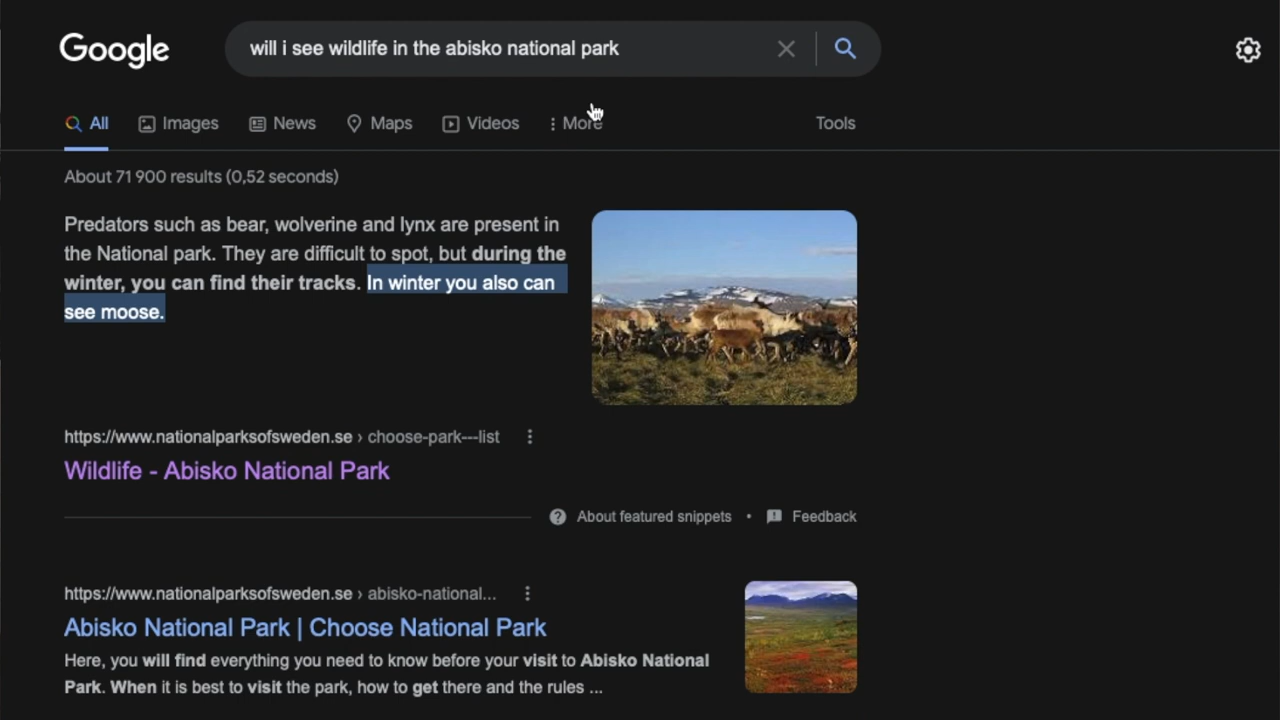 Google
will i see wildlife in the abisko national park
All Images News Maps Videos More Tools
About 71 900 results (0,52 seconds)
Predators such as bear, wolverine and lynx are present in
the National park. They are difficult to spot, but during the
winter, you can find their tracks. In winter you also can
see moose.
https://www.nationalparksofsweden.se › choose-park---list
Wildlife - Abisko National Park
About featured snippets • Feedback
https://www.nationalparksofsweden.se › abisko-national...
Abisko National Park | Choose National Park
Here, you will find everything you need to know before your visit to Abisko National
Park. When it is best to visit the park, how to get there and the rules ...